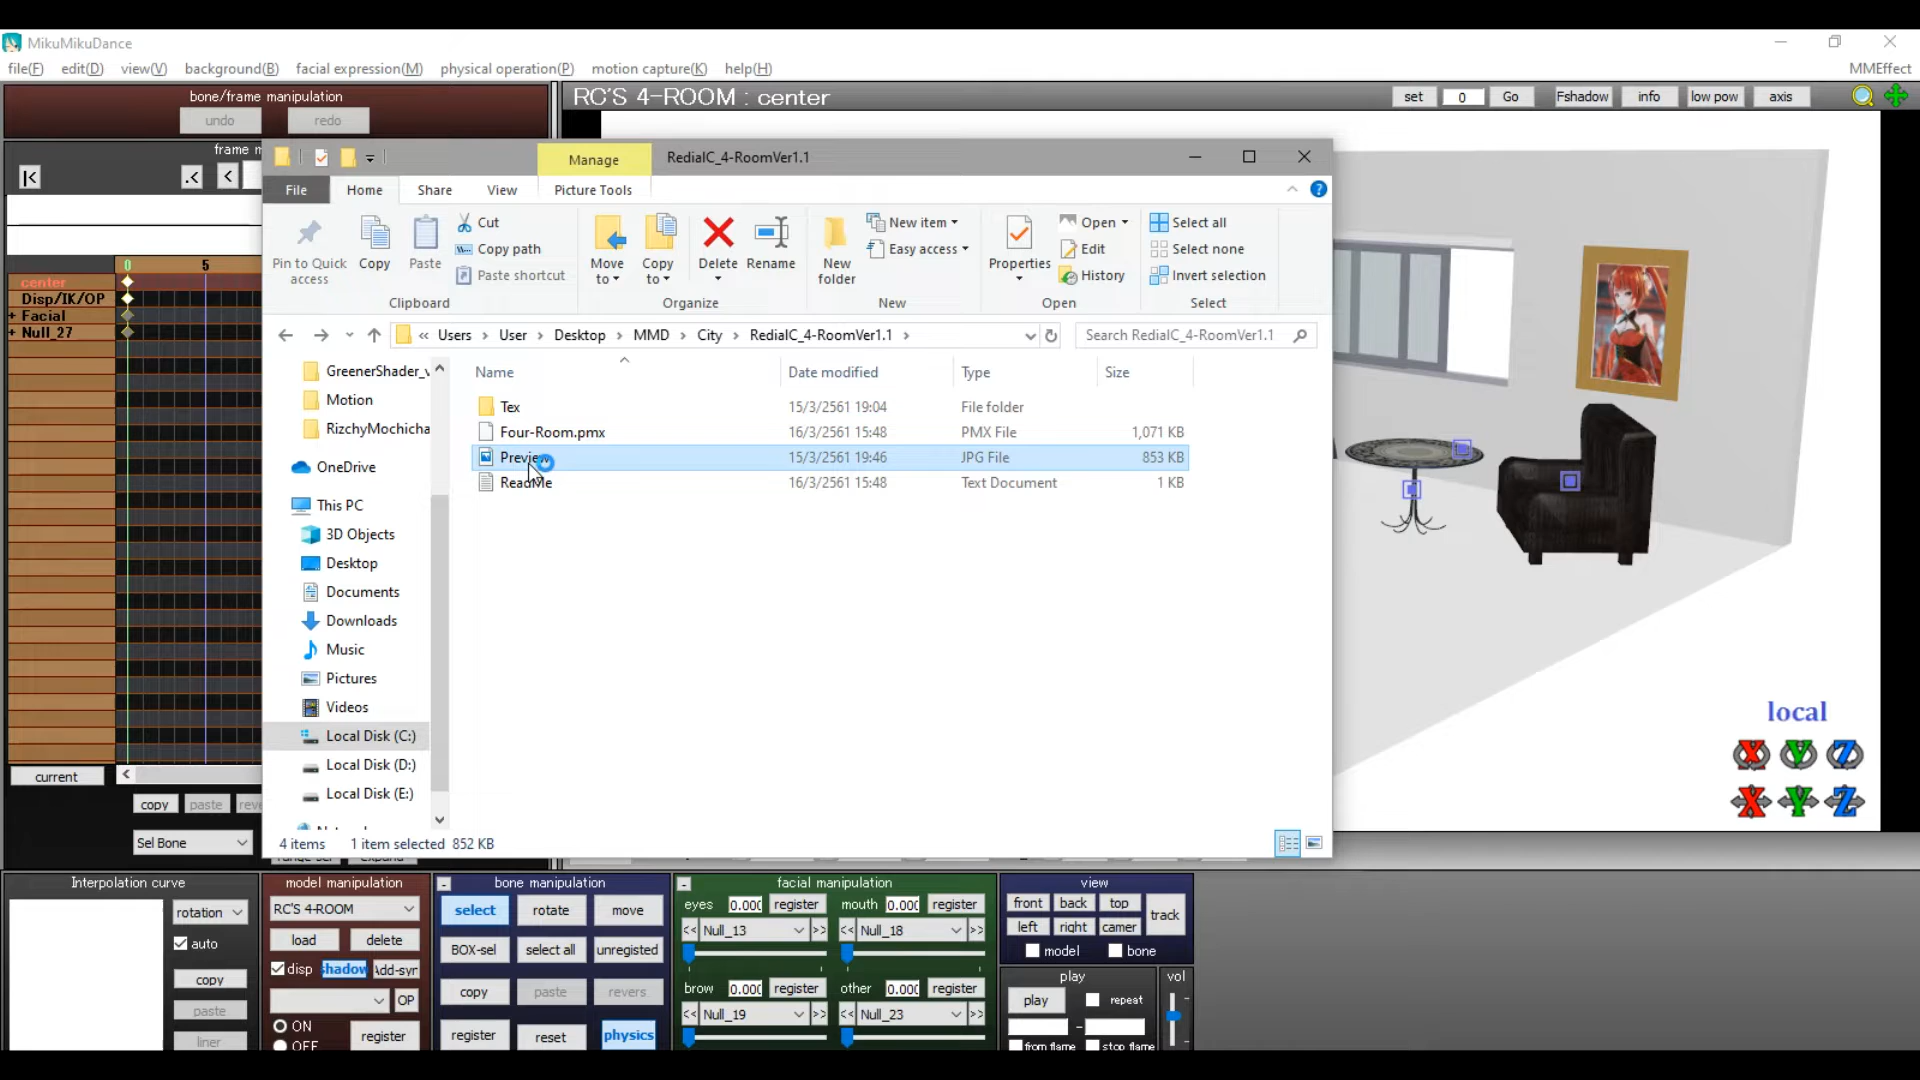 MikuMikuDance
file(F) edit(D) view(V) background(B) facial expression(M) physical operation(P) motion capture(K) help(H) MMEffect
bone/frame manipulation
undo redo
RC'S 4-ROOM : center
set 0 Go Fshadow info low pow axis
frame m
|< .< <
0 5
center
Disp/IK/OP
+ Facial
+ Null_27
current <
copy paste reve
Sel Bone
Manage RedialC_4-RoomVer1.1
File Home Share View Picture Tools
Pin to Quick access
Copy
Paste
Cut
Copy path
Paste shortcut
Clipboard
Move to
Copy to
Delete
Rename
Organize
New folder
New item
Easy access
New
Properties
Open
Edit
History
Open
Select all
Select none
Invert selection
Select
« Users > User > Desktop > MMD > City > RedialC_4-RoomVer1.1 >
Search RedialC_4-RoomVer1.1
GreenerShader_v
Motion
RizchyMochicha
OneDrive
This PC
3D Objects
Desktop
Documents
Downloads
Music
Pictures
Videos
Local Disk (C:)
Local Disk (D:)
Local Disk (E:)
Name Date modified Type Size
Tex 15/3/2561 19:04 File folder
Four-Room.pmx 16/3/2561 15:48 PMX File 1,071 KB
Preview 15/3/2561 19:46 JPG File 853 KB
ReadMe 16/3/2561 15:48 Text Document 1 KB
4 items 1 item selected 852 KB
local
X Y Z
X Y Z
Interpolation curve
rotation
auto
copy
paste
liner
model manipulation
RC'S 4-ROOM
load delete
disp shadow Add-syn
OP
ON
OFF
register
- bone manipulation
select rotate move
BOX-sel select all unregisted
copy paste revers
register reset physics
- facial manipulation
eyes 0.000 register mouth 0.000 register
<< Null_13 >> << Null_18 >>
brow 0.000 register other 0.000 register
<< Null_19 >> << Null_23 >>
view
front back top
left right camer track
model bone
play
play repeat
-
from flame stop flame
vol